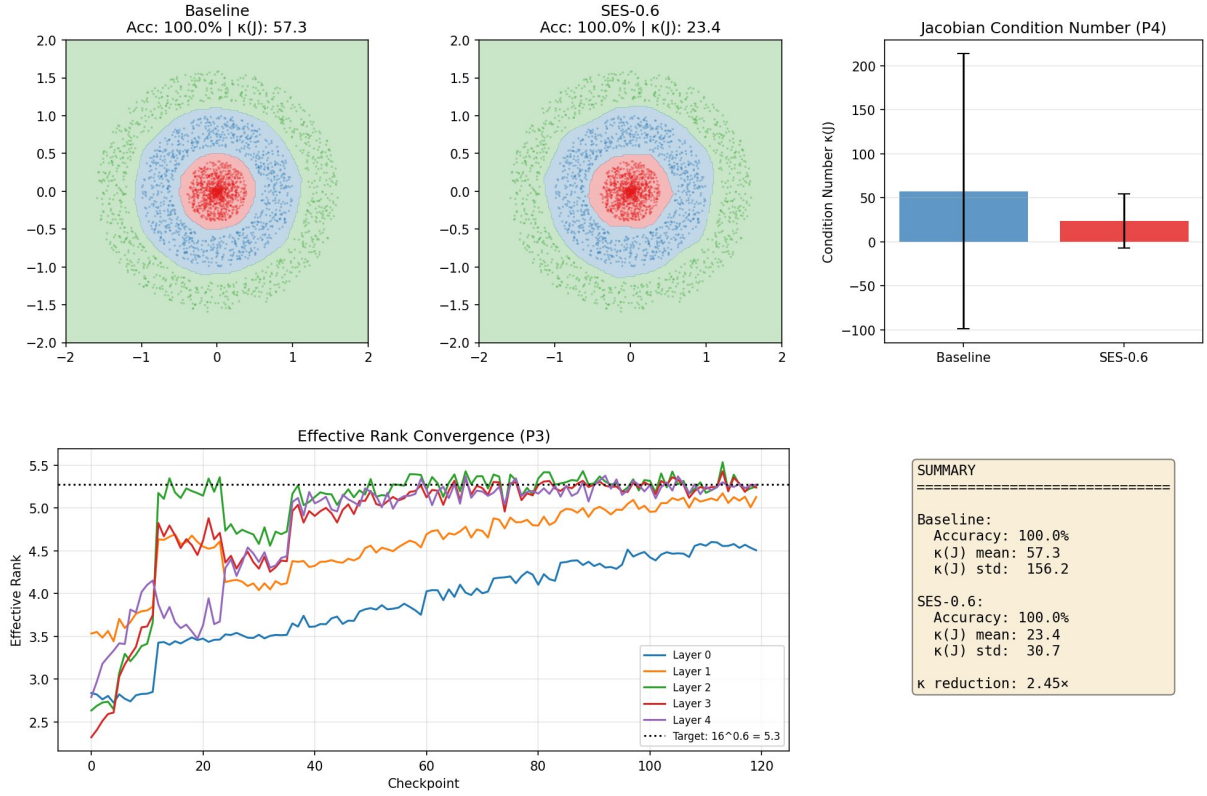 Baseline
Acc: 100.0% | κ(J): 57.3
2.0
1.5
1.0
0.5
0.0
−0.5
−1.0
−1.5
−2.0
−2
−1
0
1
2
SES-0.6
Acc: 100.0% | κ(J): 23.4
2.0
1.5
1.0
0.5
0.0
−0.5
−1.0
−1.5
−2.0
−2
−1
0
1
2
Jacobian Condition Number (P4)
Condition Number κ(J)
200
150
100
50
0
−50
−100
Baseline
SES-0.6
Effective Rank Convergence (P3)
Effective Rank
5.5
5.0
4.5
4.0
3.5
3.0
2.5
0
20
40
60
80
100
120
Checkpoint
Layer 0
Layer 1
Layer 2
Layer 3
Layer 4
Target: 16^0.6 = 5.3
SUMMARY
==============================
Baseline:
Accuracy: 100.0%
κ(J) mean: 57.3
κ(J) std: 156.2
SES-0.6:
Accuracy: 100.0%
κ(J) mean: 23.4
κ(J) std: 30.7
κ reduction: 2.45×